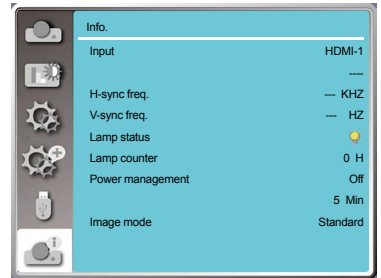 Info.
Input HDMI-1
----
H-sync freq. --- KHZ
V-sync freq. --- HZ
Lamp status
Lamp counter 0 H
Power management Off
5 Min
Image mode Standard